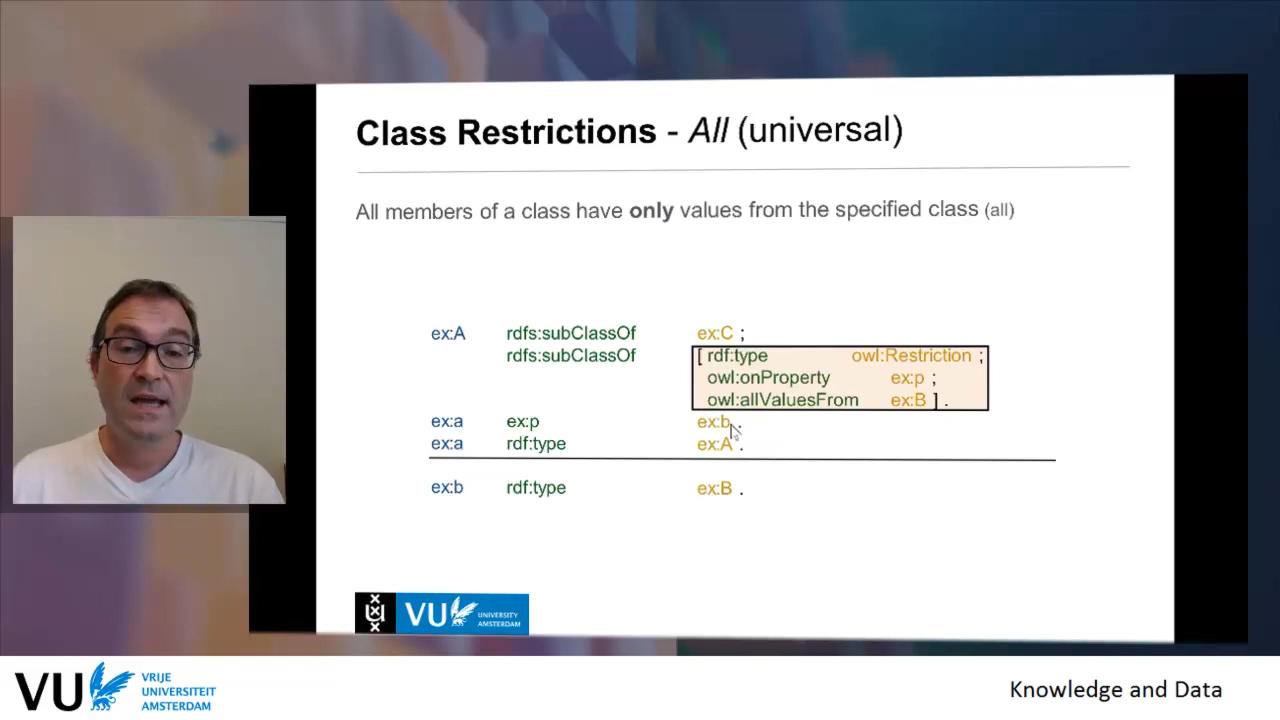 Class Restrictions - All (universal)
All members of a class have only values from the specified class (all)
ex:A rdfs:subClassOf ex:C ;
rdfs:subClassOf [ rdf:type owl:Restriction ;
owl:onProperty ex:p ;
owl:allValuesFrom ex:B ] .
ex:a ex:p ex:b .
ex:a rdf:type ex:A .
ex:b rdf:type ex:B .
VU UNIVERSITY
AMSTERDAM
VU VRIJE
UNIVERSITEIT
AMSTERDAM
Knowledge and Data